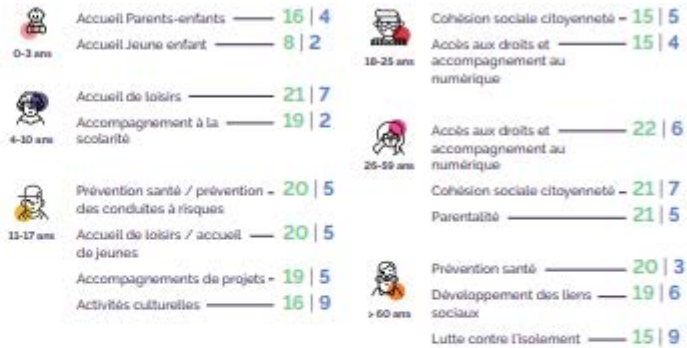 Accueil Parents-enfants 16 | 4
Accueil Jeune enfant 8 | 2
0-3 ans
Accueil de loisirs 21 | 7
Accompagnement à la 19 | 2
scolarité
4-10 ans
Prévention santé / prévention 20 | 5
des conduites à risques
11-17 ans
Accueil de loisirs / accueil 20 | 5
de jeunes
Accompagnements de projets 19 | 5
Activités culturelles 16 | 9
Cohésion sociale citoyenneté 15 | 5
Accès aux droits et 15 | 4
accompagnement au
numérique
18-25 ans
Accès aux droits et 22 | 6
accompagnement au
numérique
26-59 ans
Cohésion sociale citoyenneté 21 | 7
Parentalité 21 | 5
Prévention santé 20 | 3
Développement des liens 19 | 6
sociaux
> 60 ans
Lutte contre l'isolement 15 | 9